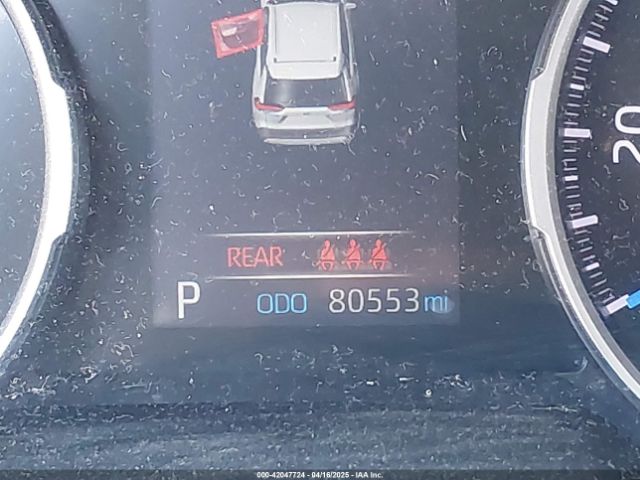 REAR
P ODO 80553 mi
20
000-42047724 - 04/16/2025 - IAA Inc.